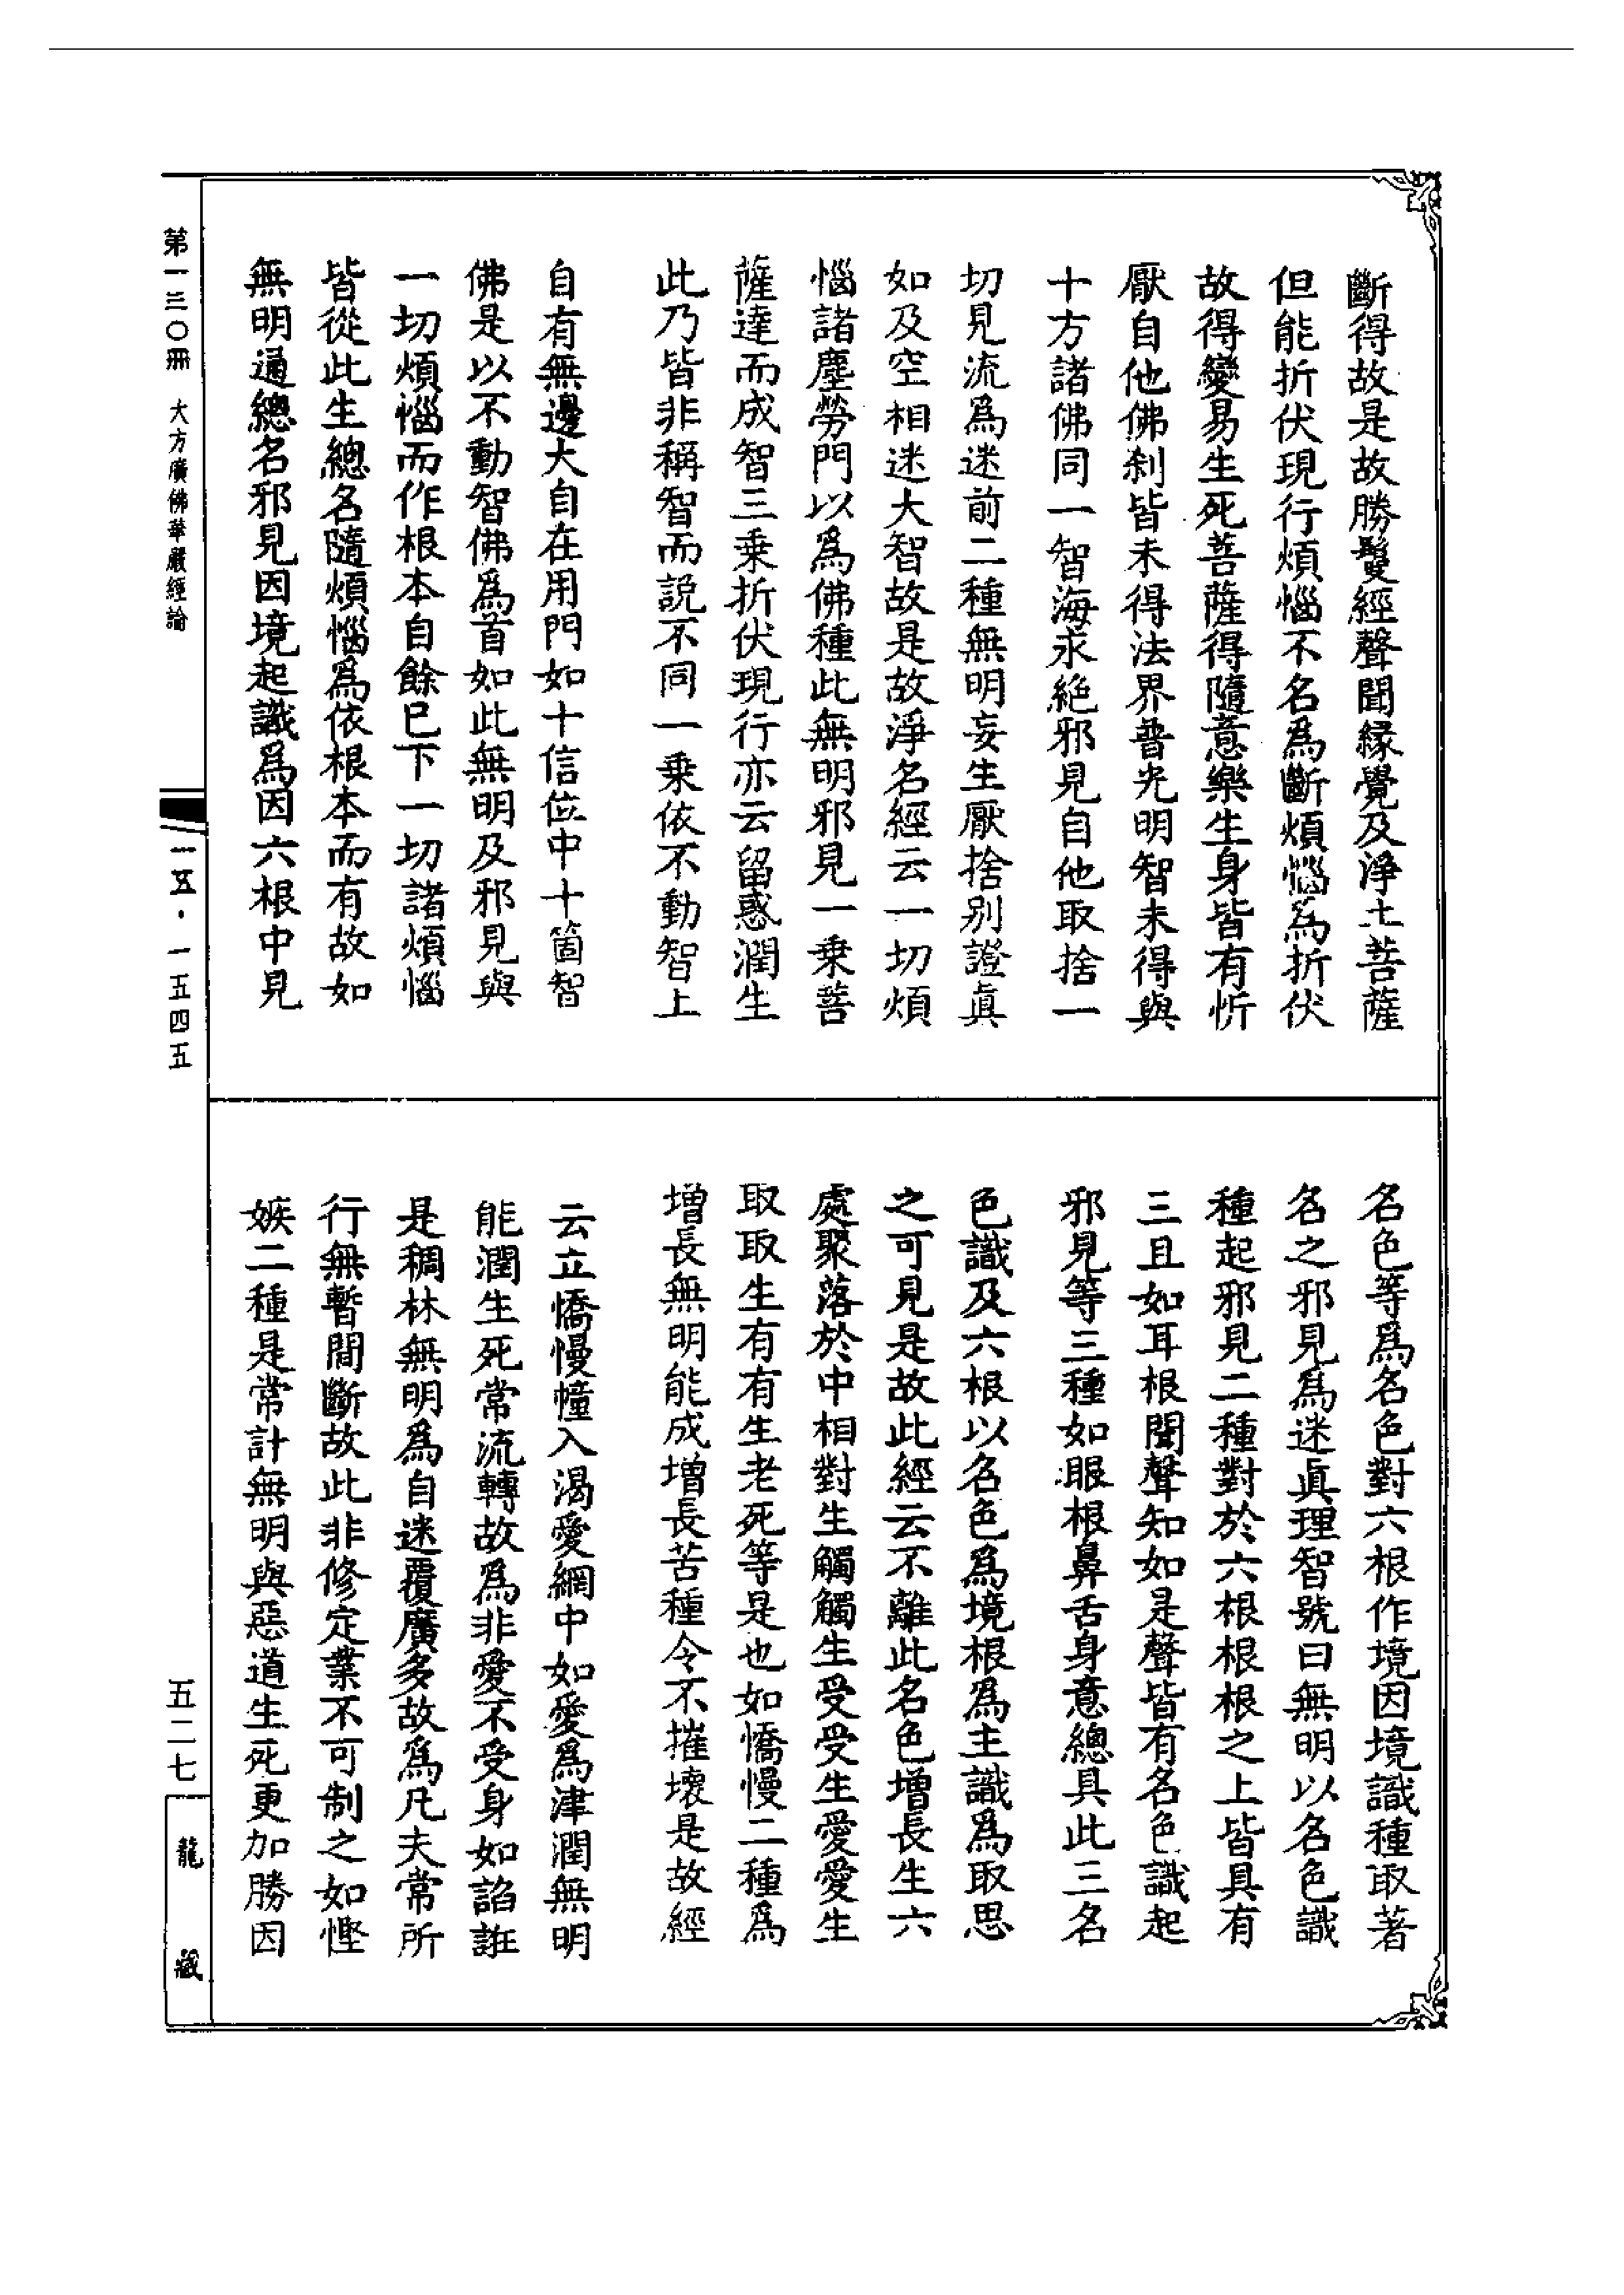 斷得故是故勝鬘經聲聞緣覺及淨土菩薩
但能折伏現行煩惱不名爲斷煩惱爲折伏
故得變易生死菩薩得隨意樂生身皆有忻
厭自他佛刹皆未得法界普光明智未得與
十方諸佛同一智海永絕邪見自他取捨一
切見流爲迷前二種無明妄生厭捨別證眞
如及空相迷大智故是故淨名經云一切煩
惱諸塵勞門以爲佛種此無明邪見一乗菩
薩達而成智三乗折伏現行亦云留惑潤生
此乃皆非稱智而說不同一乗依不動智上
自有無邊大自在用門如十信位中十箇智
佛是以不動智佛爲首如此無明及邪見與
一切煩惱而作根本自餘已下一切諸煩惱
皆從此生總名隨煩惱爲依根本而有故如
無明通總名邪見因境起識爲因六根中見
名色等爲名色對六根作境因境識種取著
名之邪見爲迷眞理智號曰無明以名色識
種起邪見二種對於六根根根之上皆具有
三且如耳根聞聲知如是聲皆有名色識起
邪見等三種如眼根鼻舌身意總具此三名
色識及六根以名色爲境根爲主識爲取思
之可見是故此經云不離此名色增長生六
處聚落於中相對生觸觸生受受生愛愛生
取取生有有生老死等是也如憍慢二種爲
增長無明能成增長苦種令不摧壞是故經
云立憍慢幢入渴愛網中如愛爲津潤無明
能潤生死常流轉故爲非愛不受身如諂誑
是稠林無明爲自迷覆廣多故爲凡夫常所
行無暫間斷故此非修定業不可制之如慳
嫉二種是常計無明與惡道生死更加勝因
第一三〇冊 大方廣佛華嚴經論
一五·一五四五
五二七
龍藏